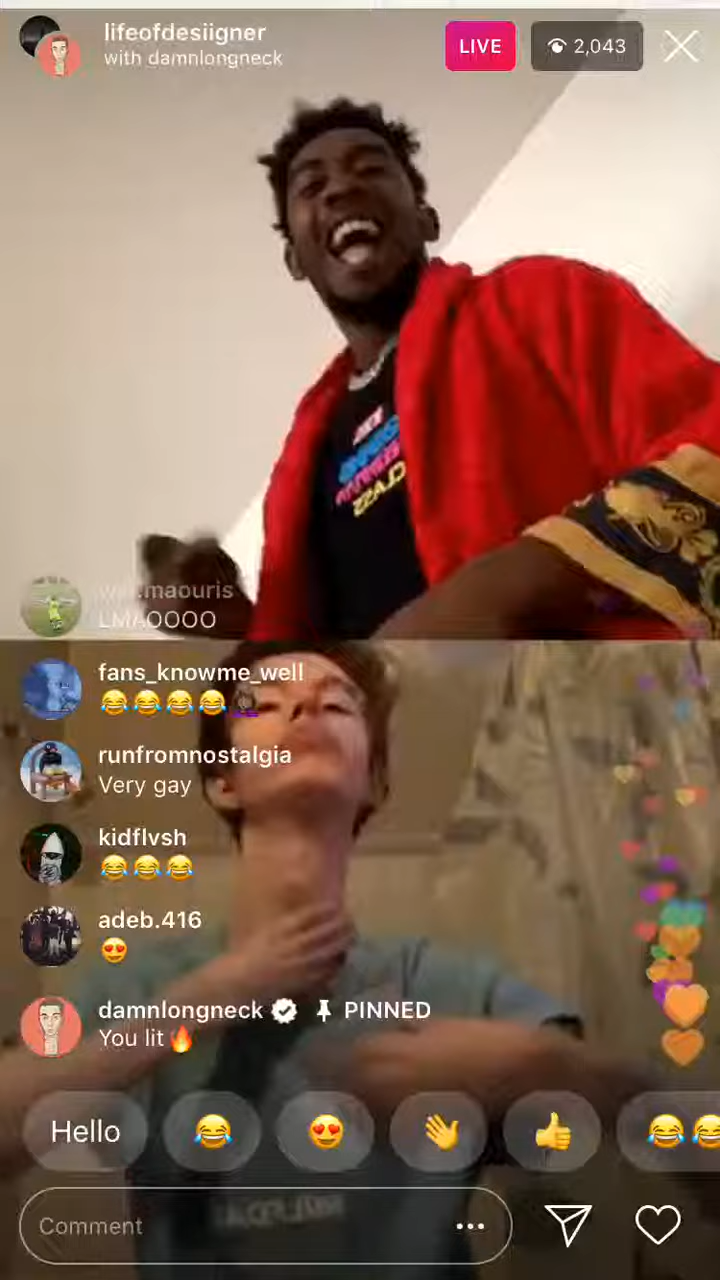 lifeofdesiigner
with damnlongneck
LIVE
2,043
LMAOOOO
fans_knowme_well
😂😂😂😂
runfromnostalgia
Very gay
kidflvsh
😂😂😂
adeb.416
😍
damnlongneck PINNED
You lit🔥
Hello 😂 😍 👋 👍 😂😂
Comment